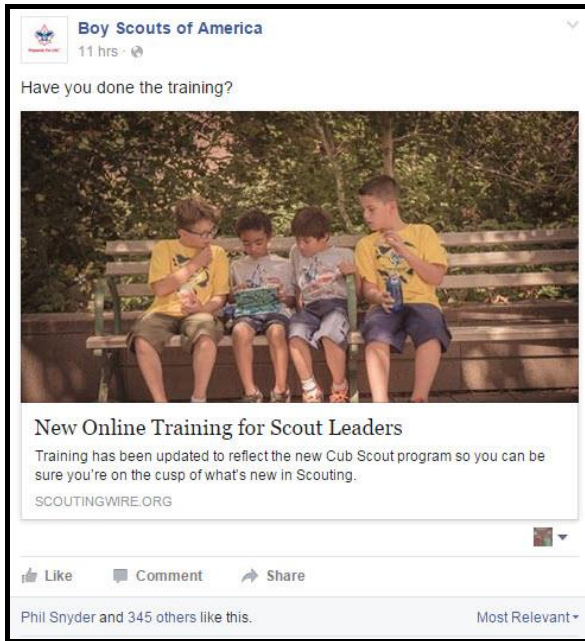 Boy Scouts of America
11 hrs ·
Have you done the training?
New Online Training for Scout Leaders
Training has been updated to reflect the new Cub Scout program so you can be
sure you're on the cusp of what's new in Scouting.
SCOUTINGWIRE.ORG
Like Comment Share
Phil Snyder and 345 others like this. Most Relevant